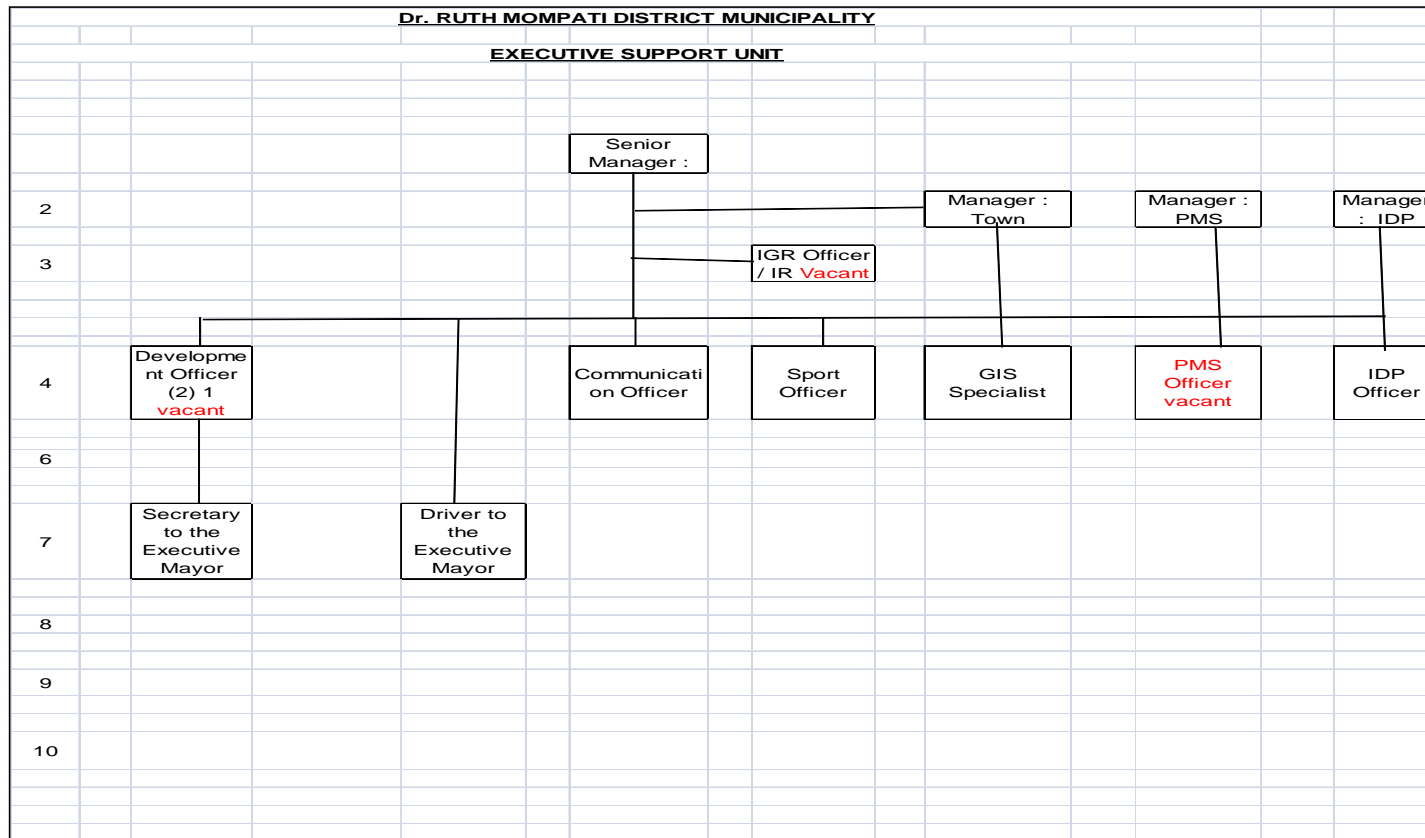 Dr. RUTH MOMPATI DISTRICT MUNICIPALITY
EXECUTIVE SUPPORT UNIT
Senior
Manager :
2
Manager :
Town
Manager :
PMS
Manager
: IDP
3
IGR Officer
/ IR Vacant
4
Developme
nt Officer
(2) 1
vacant
Communicati
on Officer
Sport
Officer
GIS
Specialist
PMS
Officer
vacant
IDP
Officer
6
7
Secretary
to the
Executive
Mayor
Driver to
the
Executive
Mayor
8
9
10